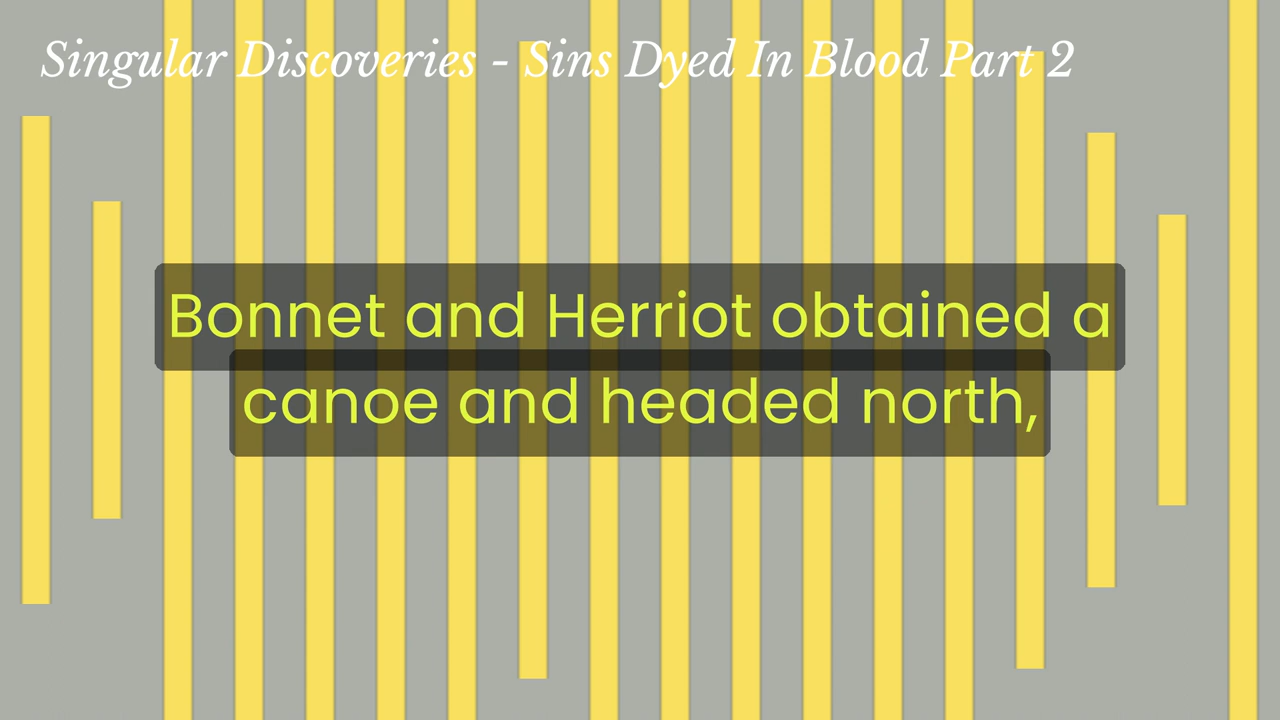 Singular Discoveries - Sins Dyed In Blood Part 2
Bonnet and Herriot obtained a
canoe and headed north,